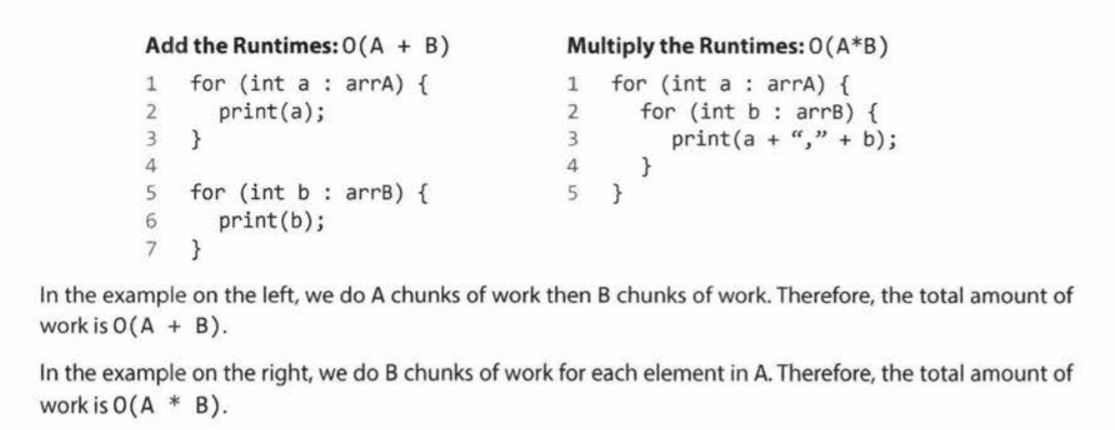 Add the Runtimes: O(A + B)
1 for (int a : arrA) {
2 print(a);
3 }
4
5 for (int b : arrB) {
6 print(b);
7 }
Multiply the Runtimes: O(A*B)
1 for (int a : arrA) {
2 for (int b : arrB) {
3 print(a + “,” + b);
4 }
5 }
In the example on the left, we do A chunks of work then B chunks of work. Therefore, the total amount of
work is O(A + B).
In the example on the right, we do B chunks of work for each element in A. Therefore, the total amount of
work is O(A * B).